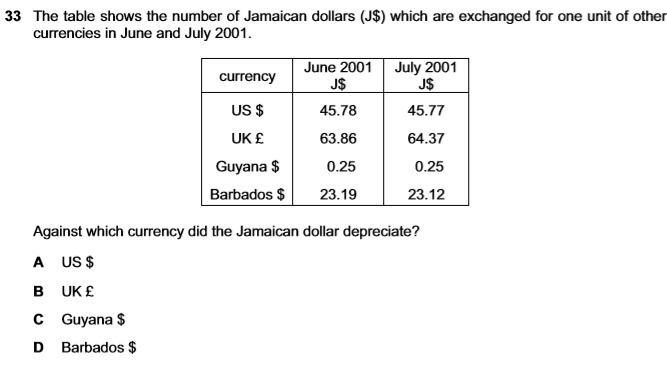 33 The table shows the number of Jamaican dollars (J$) which are exchanged for one unit of other
currencies in June and July 2001.
currency June 2001 J$ July 2001 J$
US $ 45.78 45.77
UK £ 63.86 64.37
Guyana $ 0.25 0.25
Barbados $ 23.19 23.12
Against which currency did the Jamaican dollar depreciate?
A US $
B UK £
C Guyana $
D Barbados $